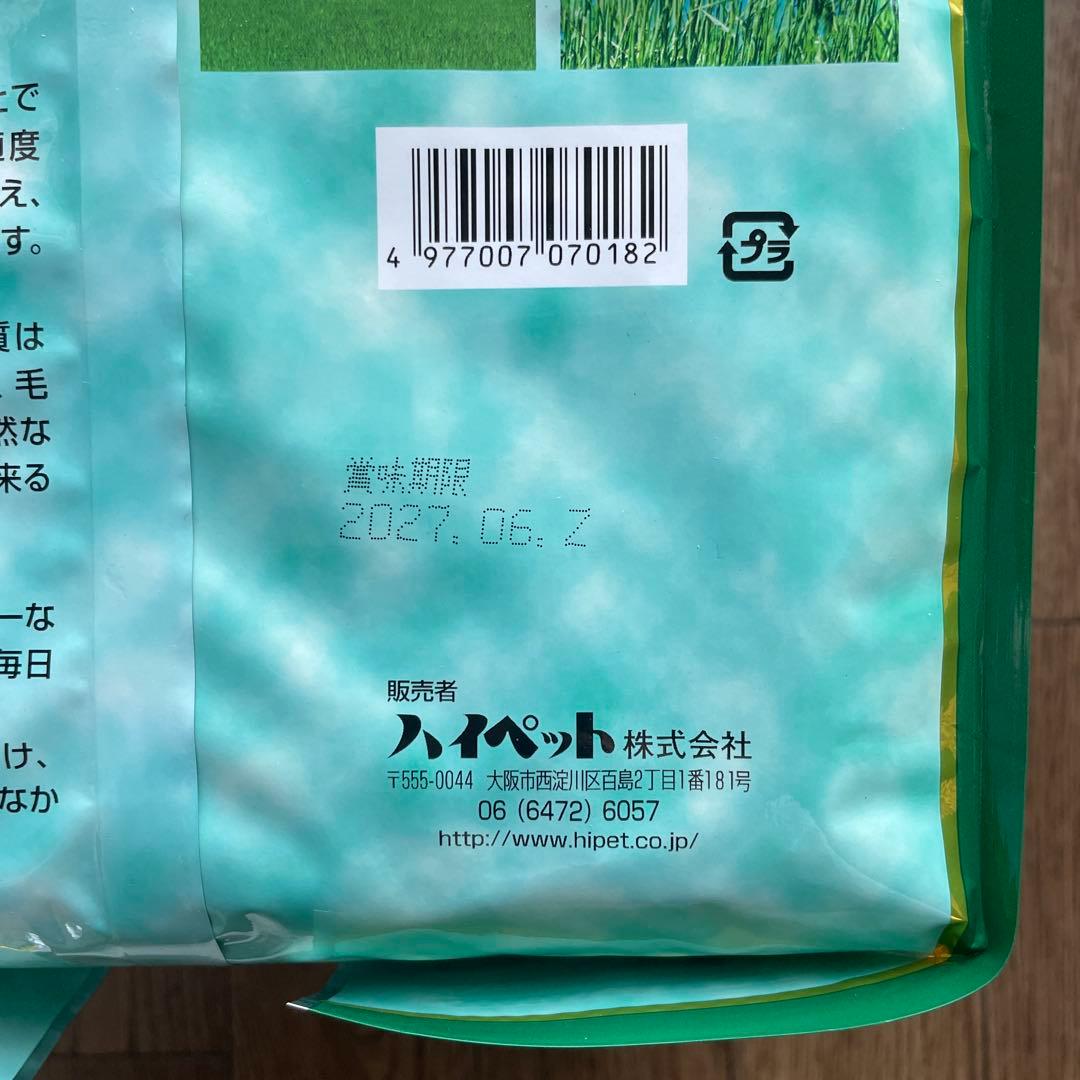 とで
適度
え、
す。
質は
、毛
然な
来る
ーな
毎日
け、
なか
4 977007 070182
プラ
賞味期限
2027.06.Z
販売者
ハイペット株式会社
〒555-0044 大阪市西淀川区百島2丁目1番181号
06(6472)6057
http://www.hipet.co.jp/